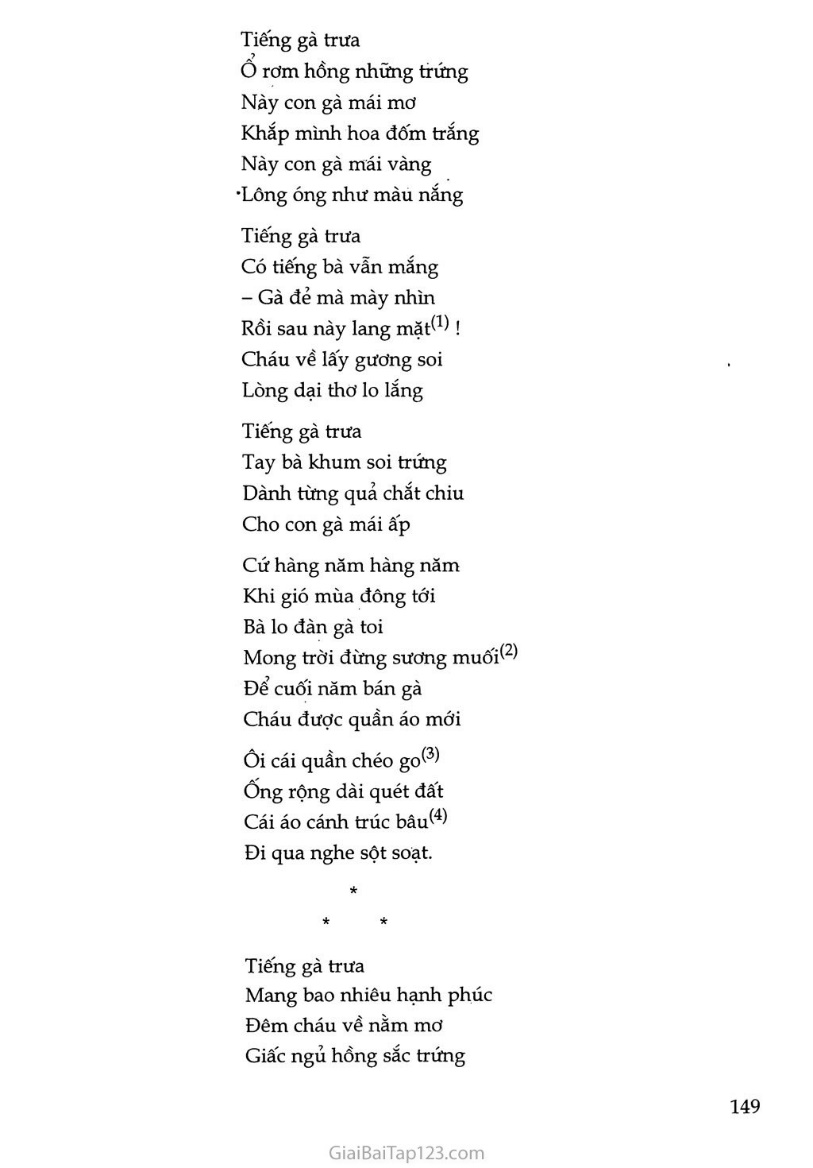 Tiếng gà trưa
Ổ rơm hồng những trứng
Này con gà mái mơ
Khắp mình hoa đốm trắng
Này con gà mái vàng
Lông óng như màu nắng
Tiếng gà trưa
Có tiếng bà vẫn mắng
– Gà đẻ mà mày nhìn
Rồi sau này lang mặt(1) !
Cháu về lấy gương soi
Lòng dại thơ lo lắng
Tiếng gà trưa
Tay bà khum soi trứng
Dành từng quả chắt chiu
Cho con gà mái ấp
Cứ hàng năm hàng năm
Khi gió mùa đông tới
Bà lo đàn gà toi
Mong trời đừng sương muối(2)
Để cuối năm bán gà
Cháu được quần áo mới
Ôi cái quần chéo go(3)
Ống rộng dài quét đất
Cái áo cánh trúc bâu(4)
Đi qua nghe sột soạt.
*
* *
Tiếng gà trưa
Mang bao nhiêu hạnh phúc
Đêm cháu về nằm mơ
Giấc ngủ hồng sắc trứng
149
GiaiBaiTap123.com